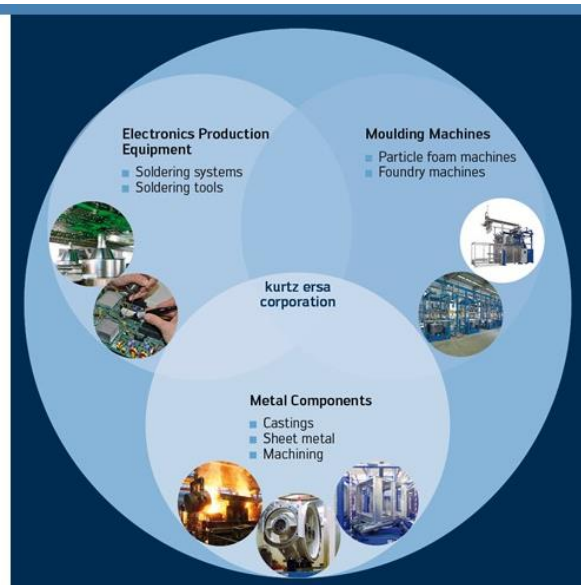 Electronics Production
Equipment
Soldering systems
Soldering tools
Moulding Machines
Particle foam machines
Foundry machines
kurtz ersa
corporation
Metal Components
Castings
Sheet metal
Machining